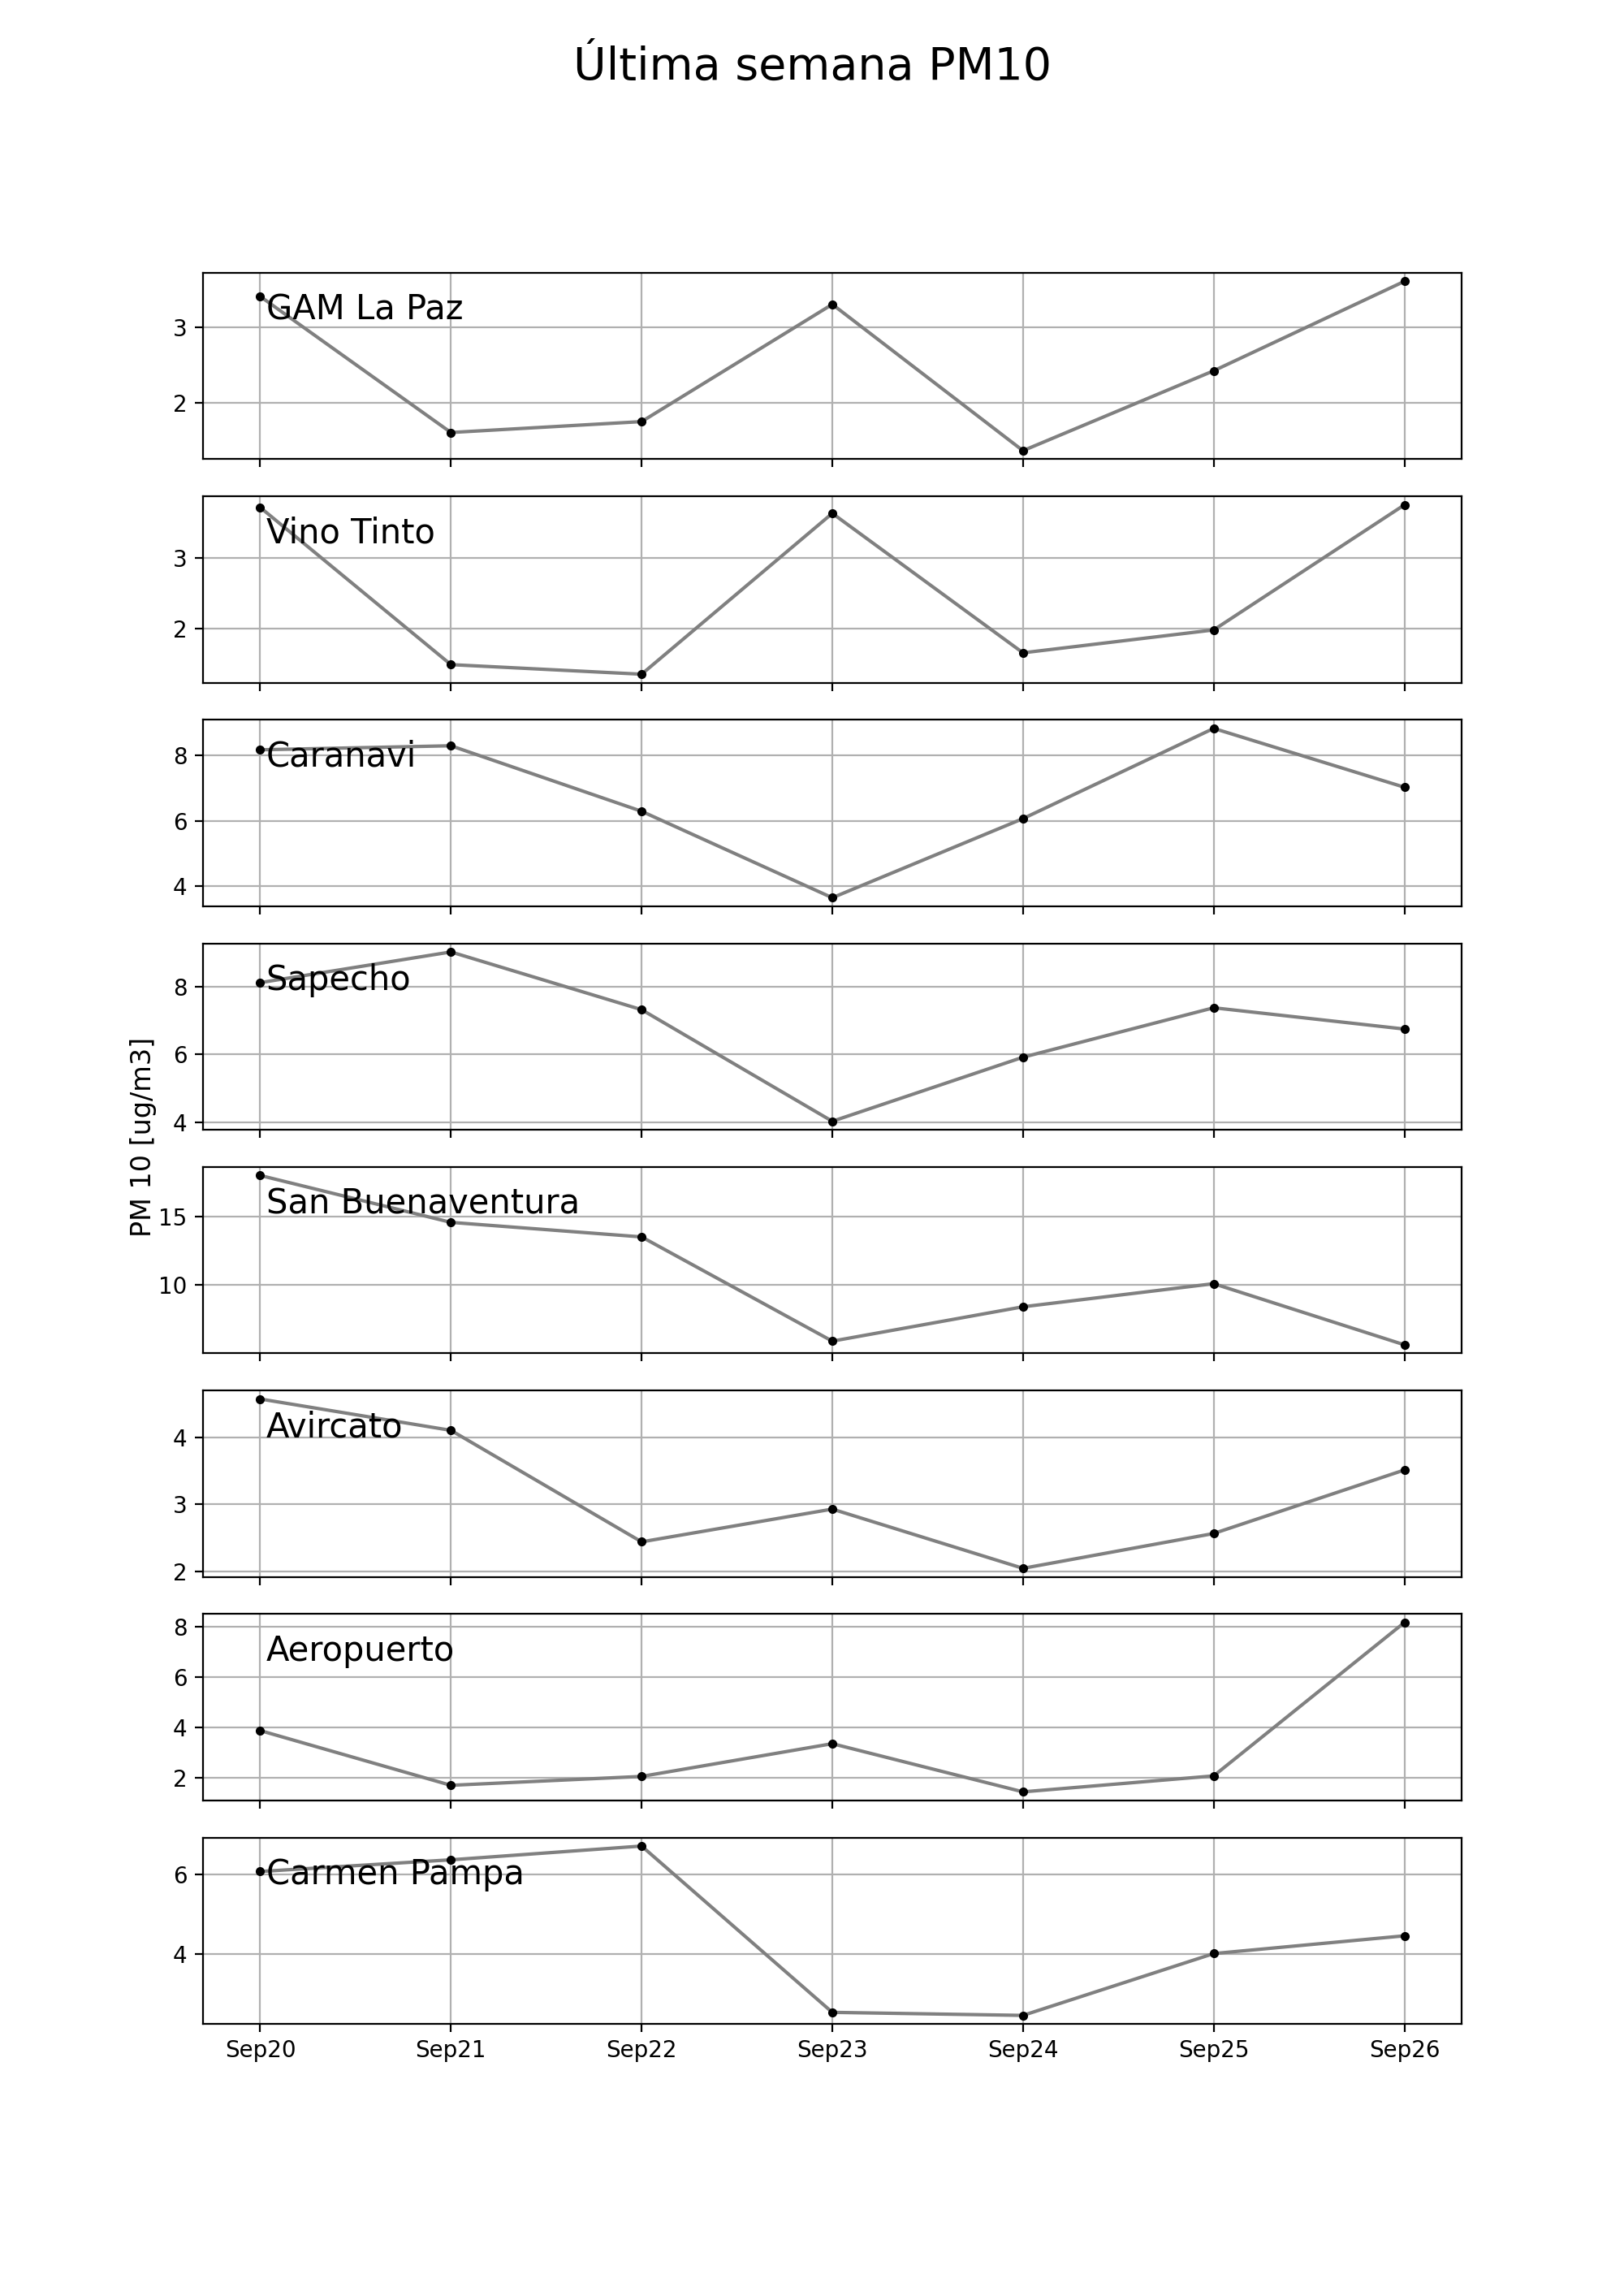 Última semana PM10
GAM La Paz
3
2
Vino Tinto
3
2
Caranavi
8
6
4
Sapecho
8
6
4
PM 10 [ug/m3]
San Buenaventura
15
10
Avircato
4
3
2
Aeropuerto
8
6
4
2
Carmen Pampa
6
4
Sep20 Sep21 Sep22 Sep23 Sep24 Sep25 Sep26